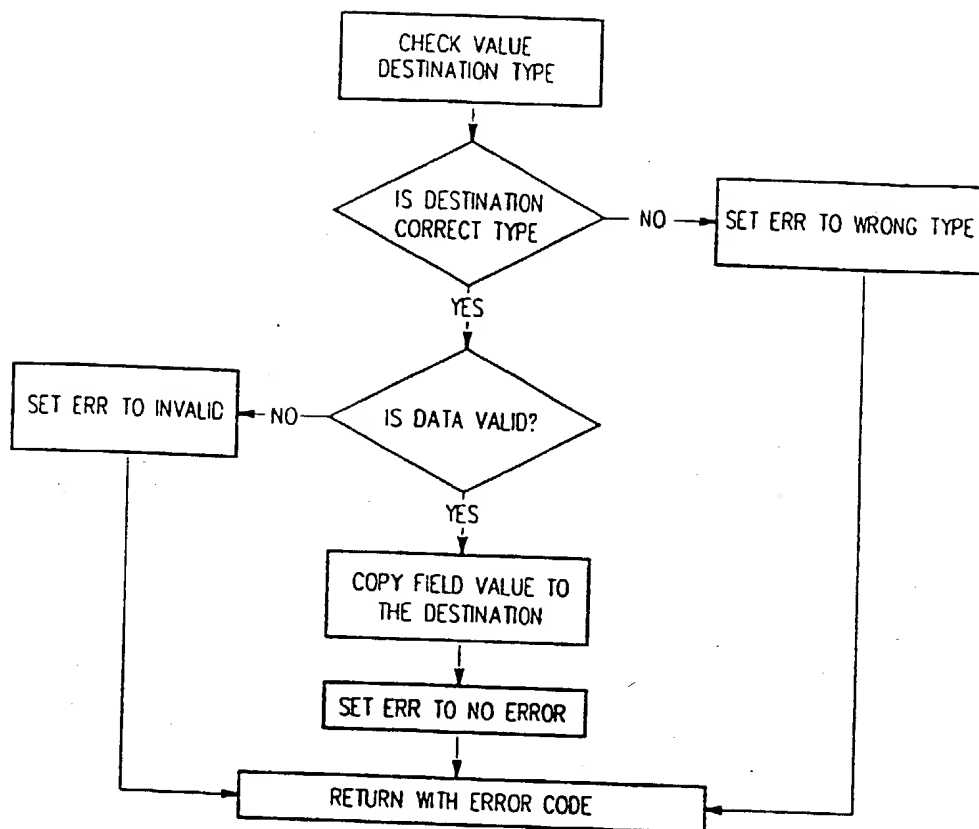 CHECK VALUE
DESTINATION TYPE
IS DESTINATION
CORRECT TYPE
NO
SET ERR TO WRONG TYPE
YES
SET ERR TO INVALID
NO
IS DATA VALID?
YES
COPY FIELD VALUE TO
THE DESTINATION
SET ERR TO NO ERROR
RETURN WITH ERROR CODE